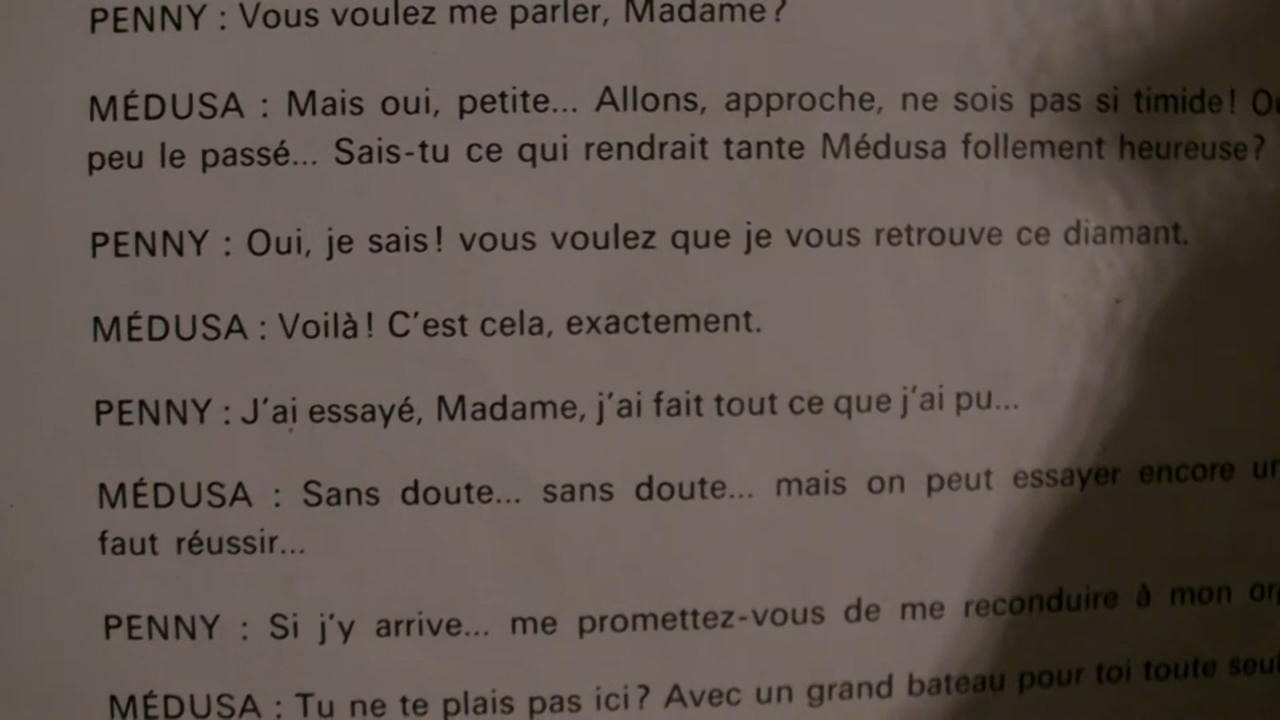 PENNY : Vous voulez me parler, Madame?
MÉDUSA : Mais oui, petite... Allons, approche, ne sois pas si timide!
peu le passé... Sais-tu ce qui rendrait tante Médusa follement heureuse?
PENNY : Oui, je sais! vous voulez que je vous retrouve ce diamant.
MÉDUSA : Voilà! C'est cela, exactement.
PENNY : J'ai essayé, Madame, j'ai fait tout ce que j'ai pu...
MÉDUSA : Sans doute... sans doute... mais on peut essayer encore
faut réussir...
PENNY : Si j'y arrive... me promettez-vous de me reconduire à mon
MÉDUSA : Tu ne te plais pas ici? Avec un grand bateau pour toi toute